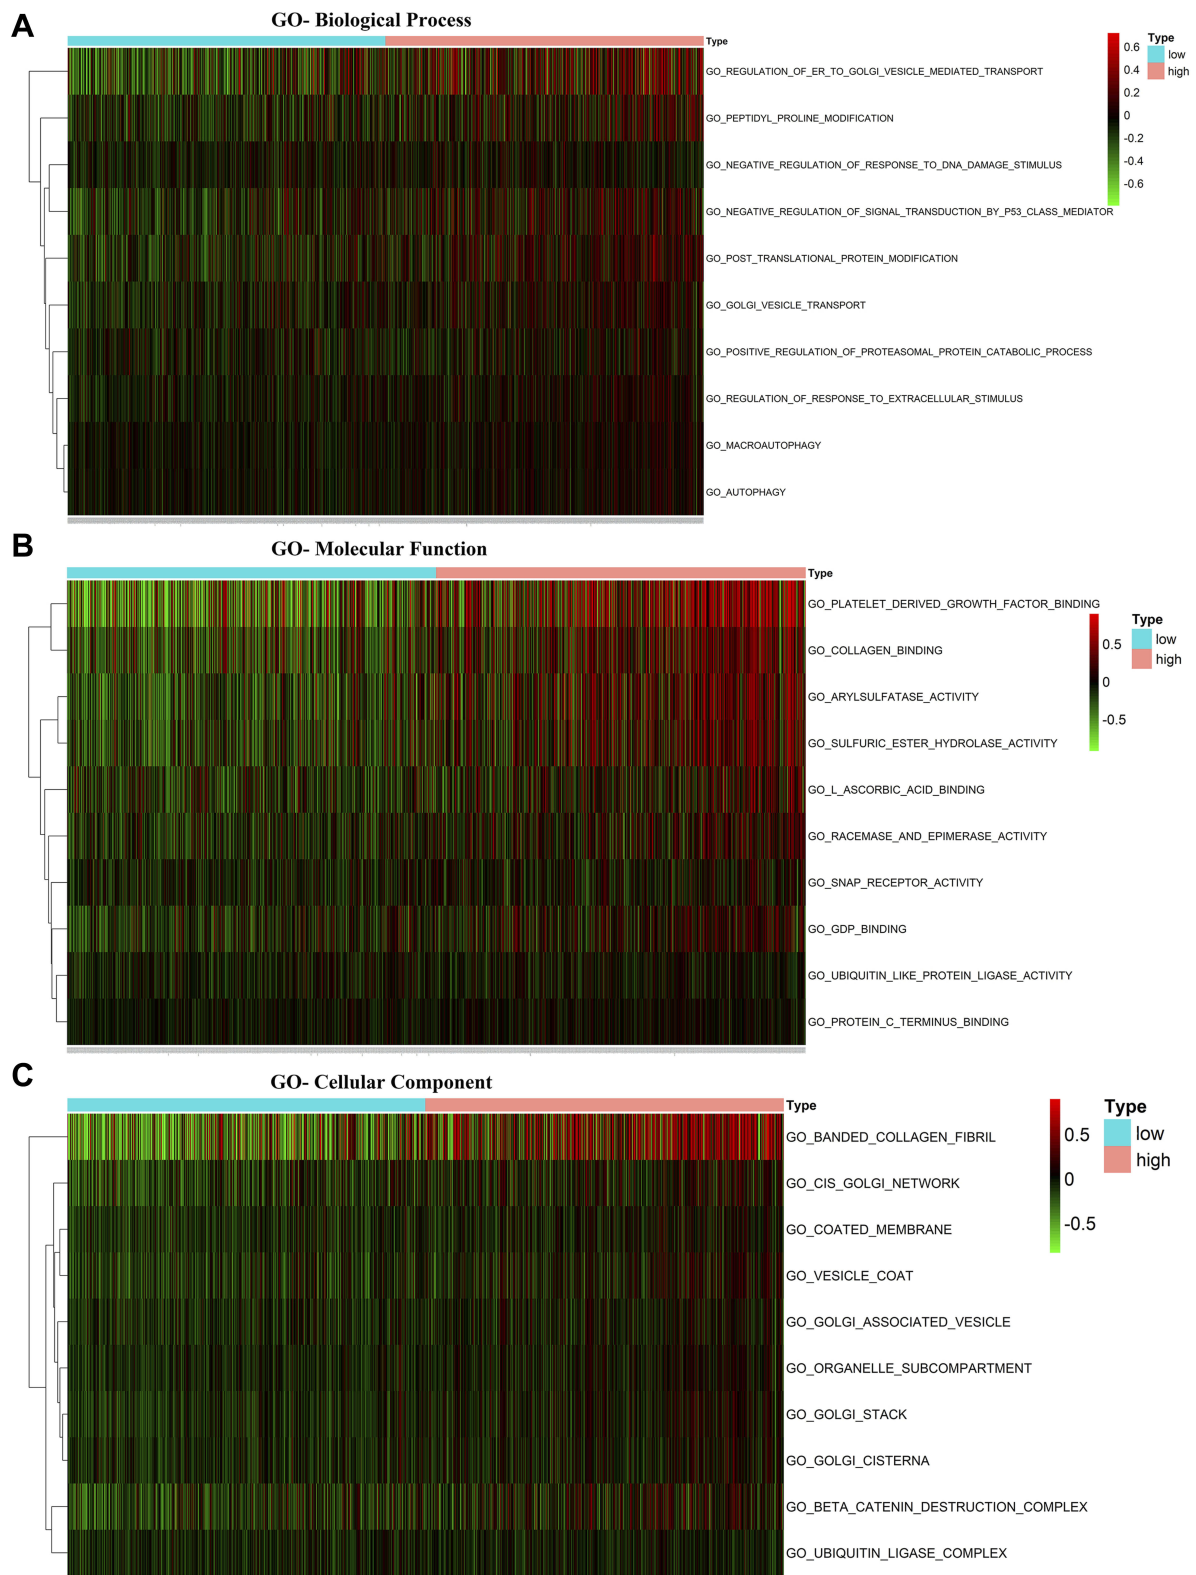 A
GO- Biological Process
Type
GO_REGULATION_OF_ER_TO_GOLGI_VESICLE_MEDIATED_TRANSPORT
GO_PEPTIDYL_PROLINE_MODIFICATION
GO_NEGATIVE_REGULATION_OF_RESPONSE_TO_DNA_DAMAGE_STIMULUS
GO_NEGATIVE_REGULATION_OF_SIGNAL_TRANSDUCTION_BY_P53_CLASS_MEDIATOR
GO_POST_TRANSLATIONAL_PROTEIN_MODIFICATION
GO_GOLGI_VESICLE_TRANSPORT
GO_POSITIVE_REGULATION_OF_PROTEASOMAL_PROTEIN_CATABOLIC_PROCESS
GO_REGULATION_OF_RESPONSE_TO_EXTRACELLULAR_STIMULUS
GO_MACROAUTOPHAGY
GO_AUTOPHAGY
0.6
0.4
0.2
0
-0.2
-0.4
-0.6
Type
low
high
B
GO- Molecular Function
Type
GO_PLATELET_DERIVED_GROWTH_FACTOR_BINDING
GO_COLLAGEN_BINDING
GO_ARYLSULFATASE_ACTIVITY
GO_SULFURIC_ESTER_HYDROLASE_ACTIVITY
GO_L_ASCORBIC_ACID_BINDING
GO_RACEMASE_AND_EPIMERASE_ACTIVITY
GO_SNAP_RECEPTOR_ACTIVITY
GO_GDP_BINDING
GO_UBIQUITIN_LIKE_PROTEIN_LIGASE_ACTIVITY
GO_PROTEIN_C_TERMINUS_BINDING
0.5
0
-0.5
Type
low
high
C
GO- Cellular Component
Type
GO_BANDED_COLLAGEN_FIBRIL
GO_CIS_GOLGI_NETWORK
GO_COATED_MEMBRANE
GO_VESICLE_COAT
GO_GOLGI_ASSOCIATED_VESICLE
GO_ORGANELLE_SUBCOMPARTMENT
GO_GOLGI_STACK
GO_GOLGI_CISTERNA
GO_BETA_CATENIN_DESTRUCTION_COMPLEX
GO_UBIQUITIN_LIGASE_COMPLEX
0.5
0
-0.5
Type
low
high